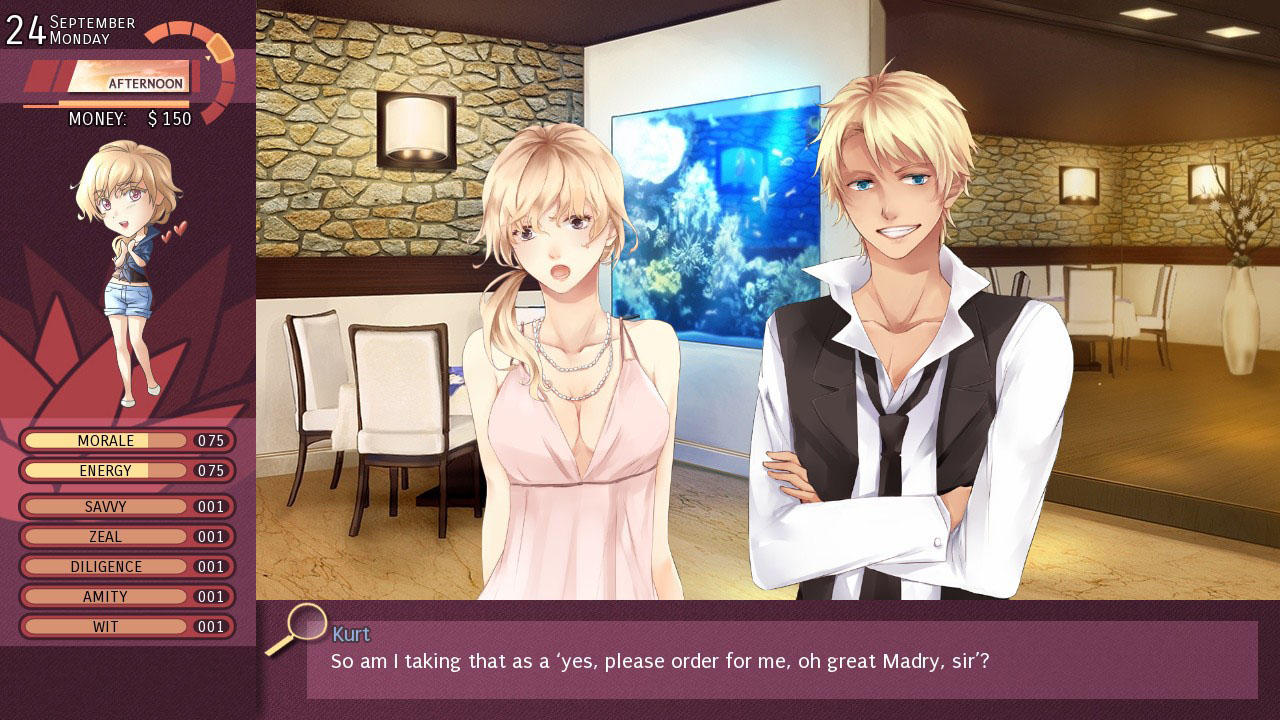 24 September
Monday
Afternoon
Money: $ 150
Morale 075
Energy 075
Savvy 001
Zeal 001
Diligence 001
Amity 001
Wit 001
Kurt
So am I taking that as a ‘yes, please order for me, oh great Madry, sir’?